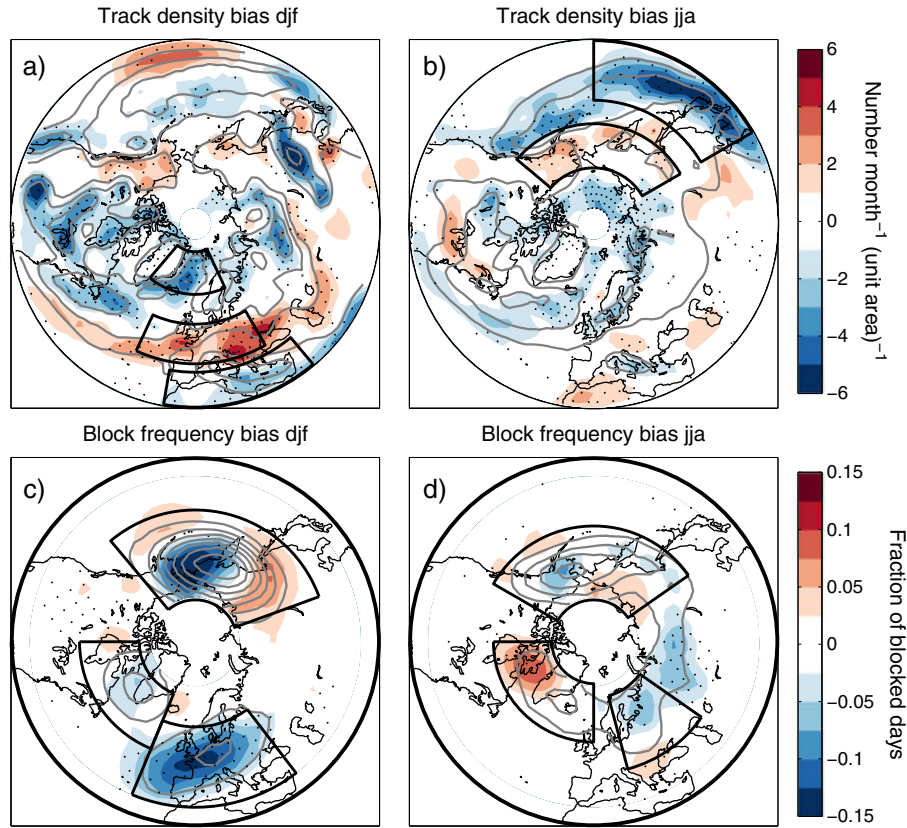 Track density bias djf
Track density bias jja
a)
b)
6
4
2
0
−2
−4
−6
Number month⁻¹ (unit area)⁻¹
Block frequency bias djf
Block frequency bias jja
c)
d)
0.15
0.1
0.05
0
−0.05
−0.1
−0.15
Fraction of blocked days